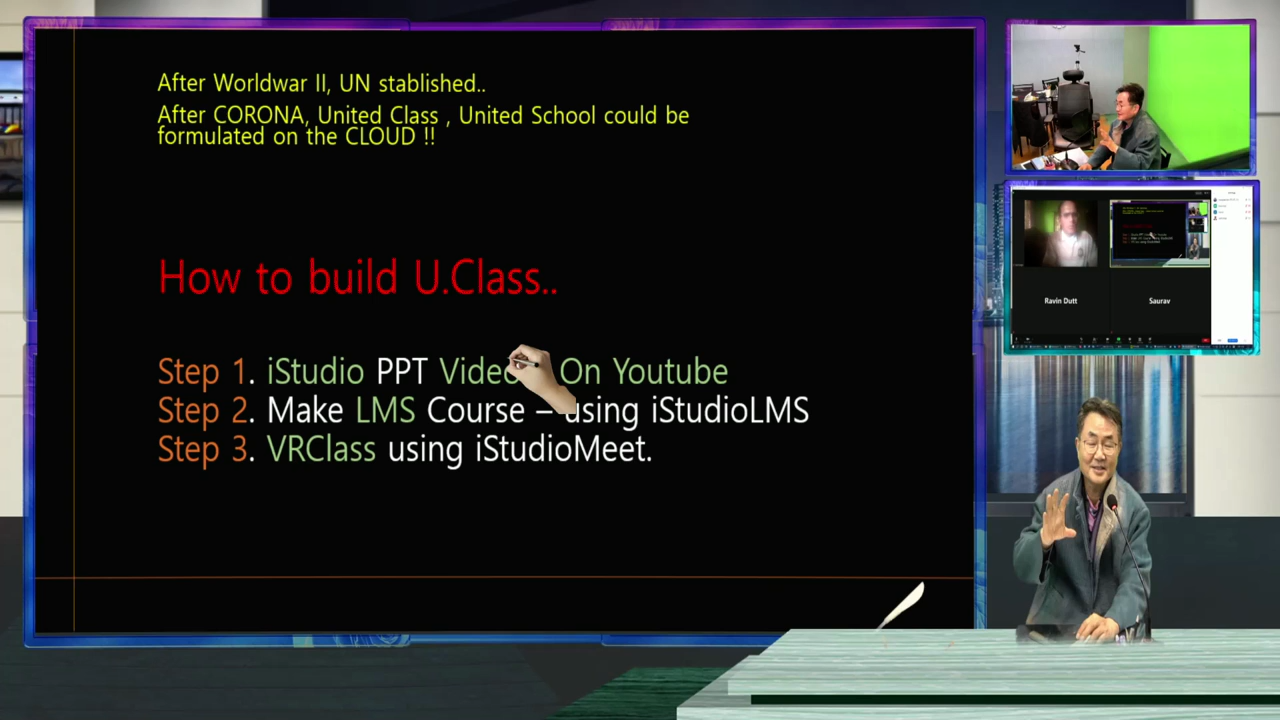 After Worldwar II, UN stablished..
After CORONA, United Class , United School could be
formulated on the CLOUD !!
How to build U.Class..
Step 1. iStudio PPT Video On Youtube
Step 2. Make LMS Course – using iStudioLMS
Step 3. VRClass using iStudioMeet.
Ravin Dutt
Saurav